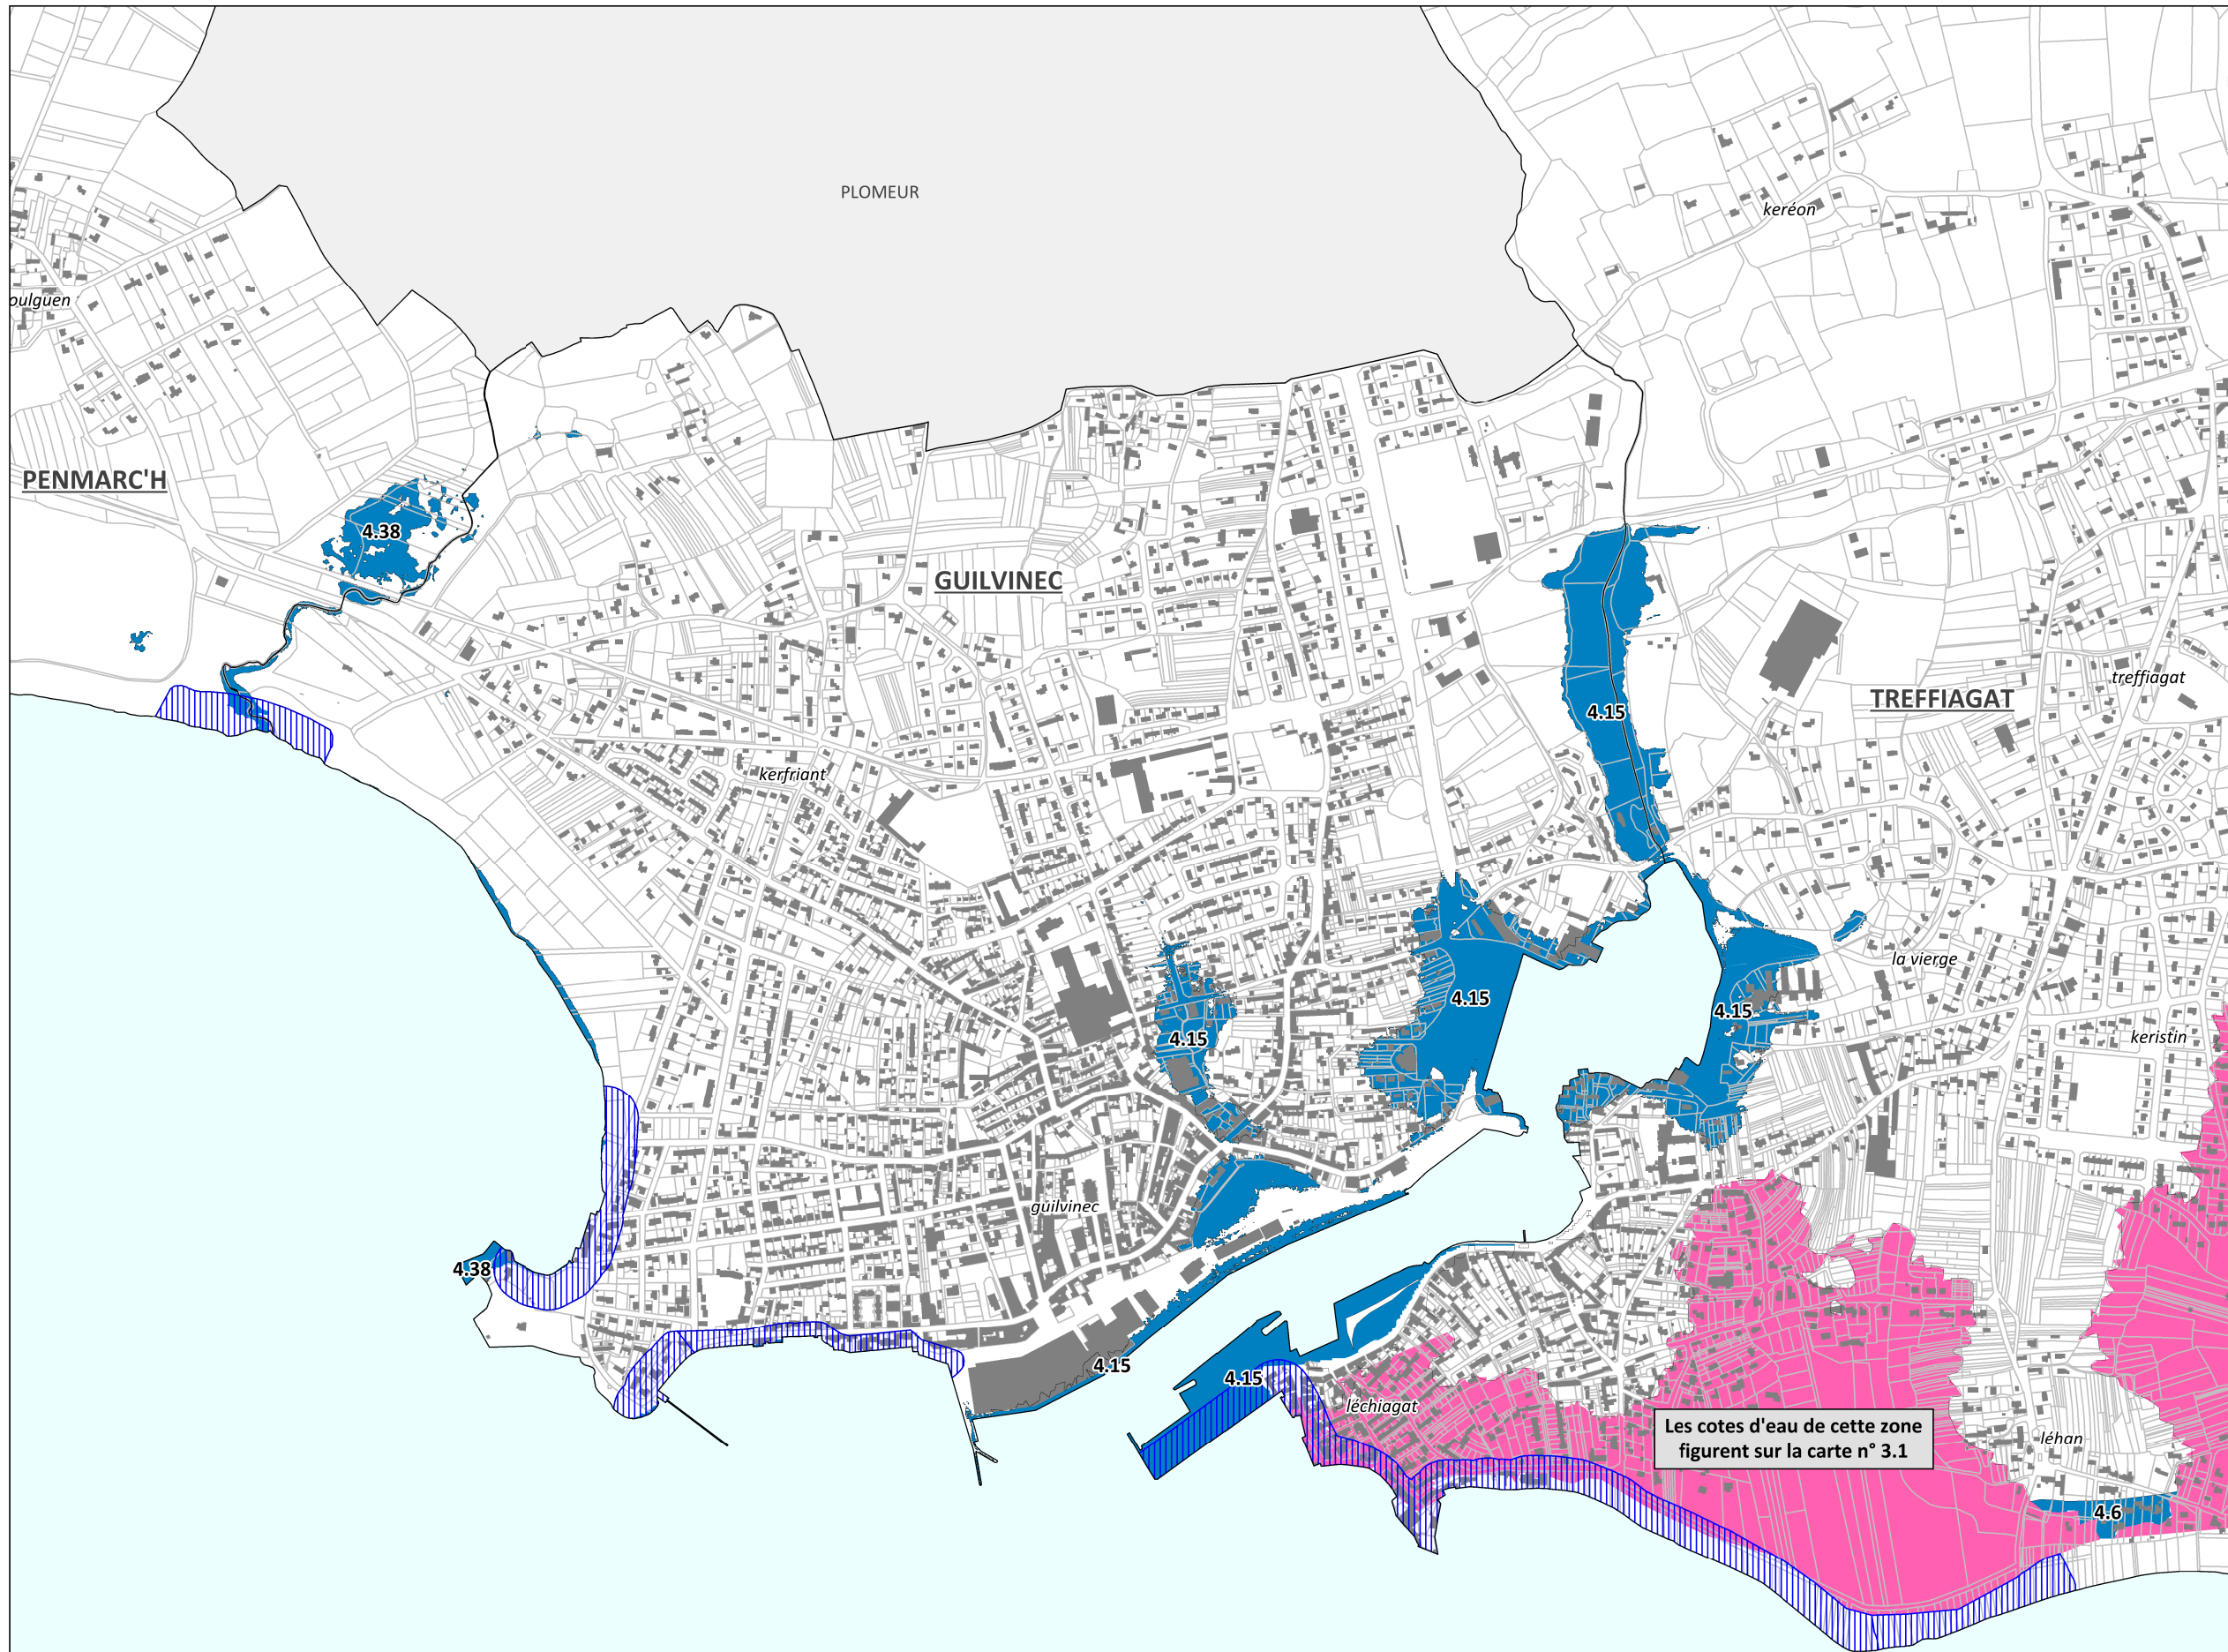 PLOMEUR
keréon
oulguen
PENMARC'H
4.38
GUILVINEC
treffiagat
TREFFIAGAT
4.15
kerfriant
la vierge
4.15
4.15
4.15
keristin
guilvinec
4.38
4.15
4.15
léchiagat
Les cotes d'eau de cette zone
figurent sur la carte n° 3.1
léhan
4.6